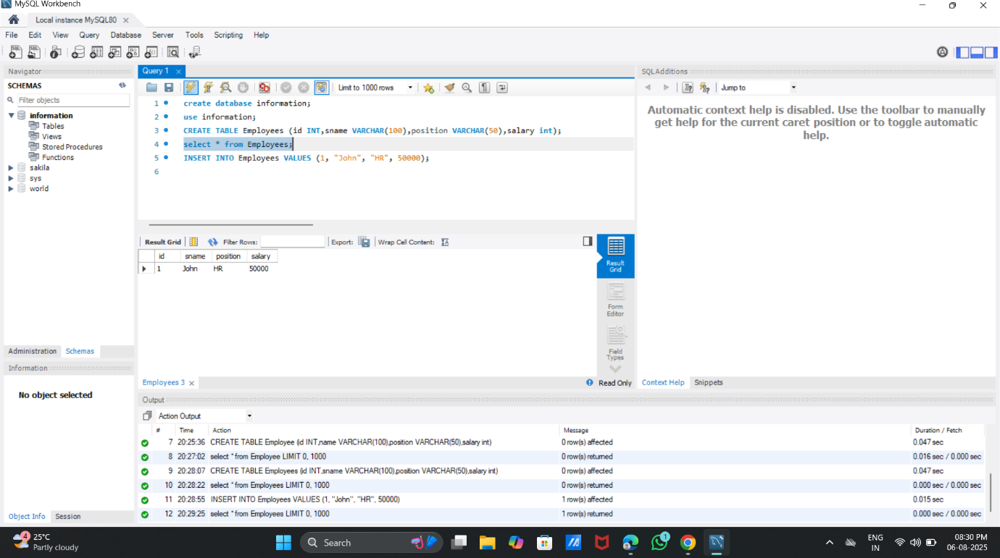 MySQL Workbench
Local instance MySQL80
File Edit View Query Database Server Tools Scripting Help
Navigator
SCHEMAS
Filter objects
information
Tables
Views
Stored Procedures
Functions
sakila
sys
world
Administration Schemas
Information
No object selected
Object Info Session
Query 1
Limit to 1000 rows
1 create database information;
2 use information;
3 CREATE TABLE Employees (id INT,sname VARCHAR(100),position VARCHAR(50),salary int);
4 select * from Employees;
5 INSERT INTO Employees VALUES (1, "John", "HR", 50000);
6
Result Grid Filter Rows: Export: Wrap Cell Content:
id sname position salary
1 John HR 50000
Result Grid
Form Editor
Field Types
Employees 3
Read Only
SQLAdditions
Jump to
Automatic context help is disabled. Use the toolbar to manually
get help for the current caret position or to toggle automatic
help.
Context Help Snippets
Output
Action Output
# Time Action Message Duration / Fetch
7 20:25:36 CREATE TABLE Employee (id INT,name VARCHAR(100),position VARCHAR(50),salary int) 0 row(s) affected 0.047 sec
8 20:27:02 select * from Employee LIMIT 0, 1000 0 row(s) returned 0.016 sec / 0.000 sec
9 20:28:07 CREATE TABLE Employees (id INT,sname VARCHAR(100),position VARCHAR(50),salary int) 0 row(s) affected 0.047 sec
10 20:28:22 select * from Employees LIMIT 0, 1000 0 row(s) returned 0.000 sec / 0.000 sec
11 20:28:55 INSERT INTO Employees VALUES (1, "John", "HR", 50000) 1 row(s) affected 0.015 sec
12 20:29:25 select * from Employees LIMIT 0, 1000 1 row(s) returned 0.000 sec / 0.000 sec
4
25°C
Partly cloudy
Search
1
ENG
IN
08:30 PM
06-08-2025